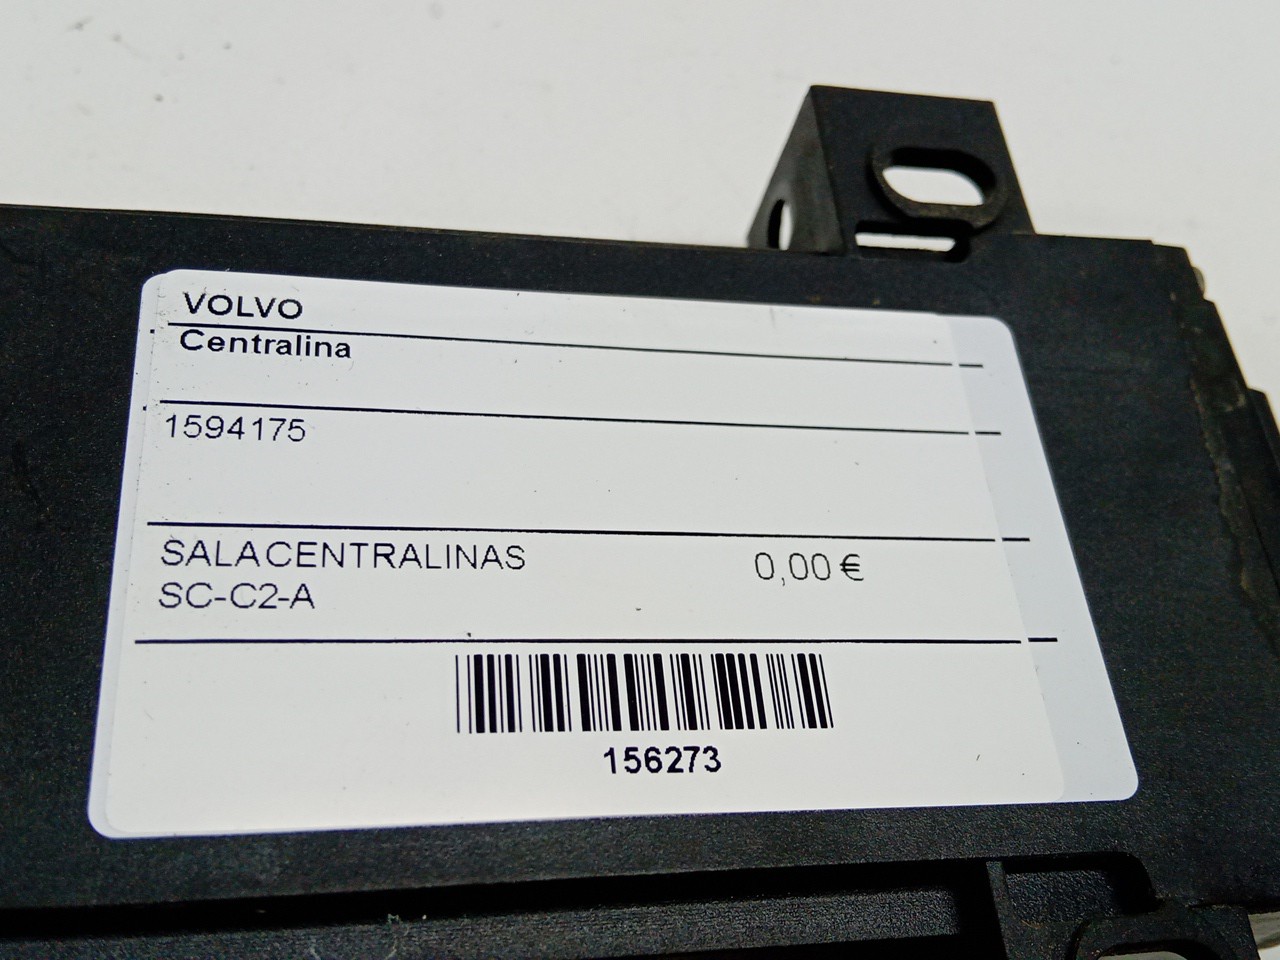 VOLVO
Centralina
1594175
SALACENTRALINAS 0,00 €
SC-C2-A
156273